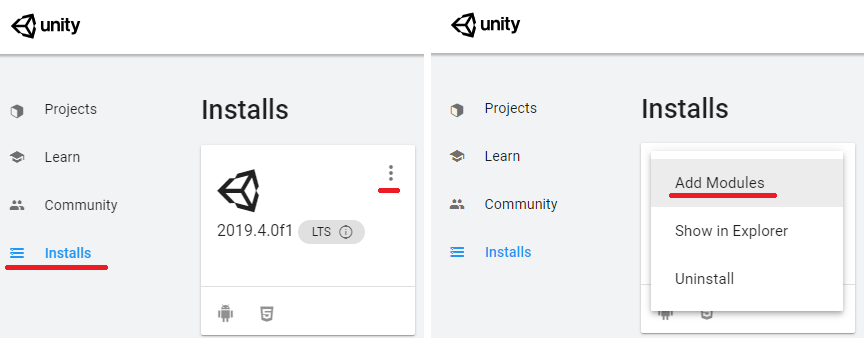 unity
Projects
Learn
Community
Installs
Installs
2019.4.0f1 LTS
unity
Projects
Learn
Community
Installs
Installs
Add Modules
Show in Explorer
Uninstall